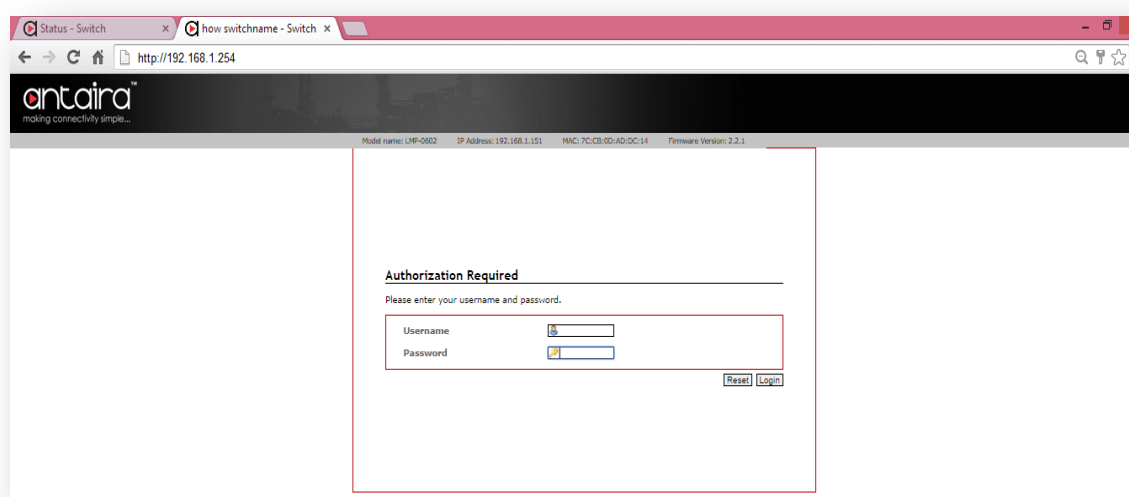 Status - Switch
how switchname - Switch
http://192.168.1.254
antaira™
making connectivity simple...
Model name: LMP-0602 IP Address: 192.168.1.151 MAC: 7C:CB:0D:AD:DC:14 Firmware Version: 2.2.1
Authorization Required
Please enter your username and password.
Username
Password
Reset Login